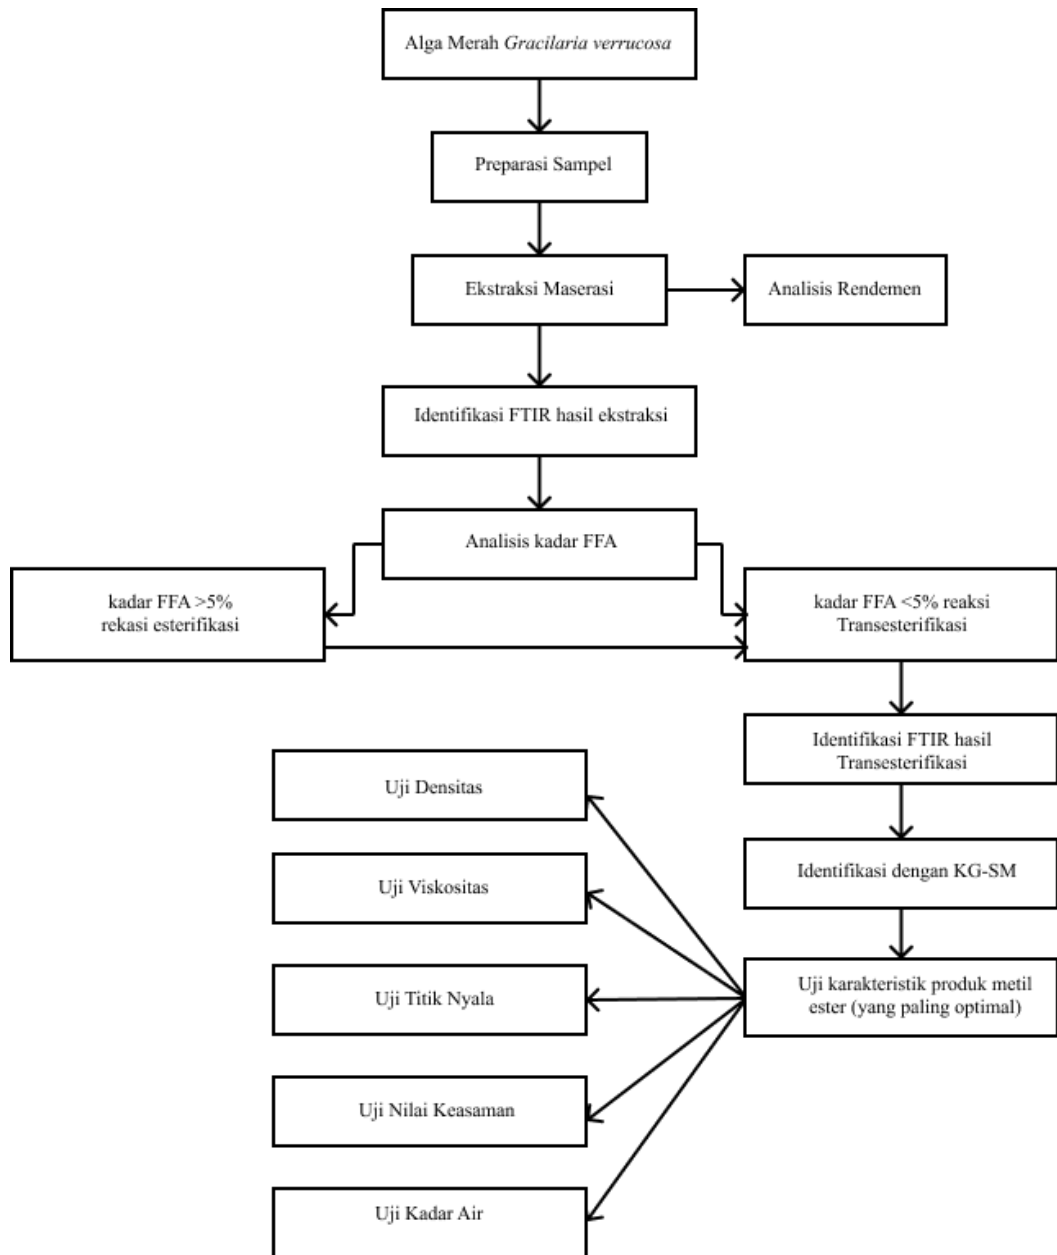 Alga Merah Gracilaria verrucosa
Preparasi Sampel
Ekstraksi Maserasi
Analisis Rendemen
Identifikasi FTIR hasil ekstraksi
Analisis kadar FFA
kadar FFA >5%
rekasi esterifikasi
kadar FFA <5% reaksi
Transesterifikasi
Identifikasi FTIR hasil
Transesterifikasi
Identifikasi dengan KG-SM
Uji karakteristik produk metil
ester (yang paling optimal)
Uji Densitas
Uji Viskositas
Uji Titik Nyala
Uji Nilai Keasaman
Uji Kadar Air